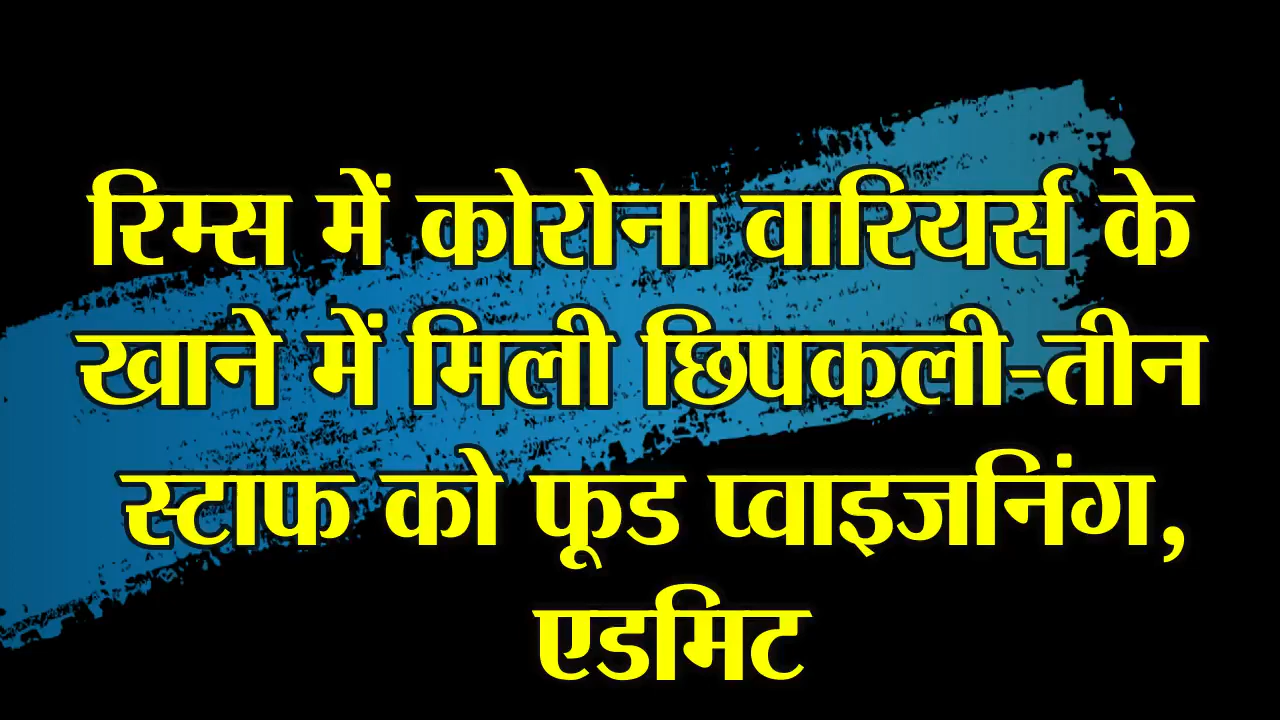 रिम्स में कोरोना वारियर्स के
खाने में मिली छिपकली-तीन
स्टाफ को फूड प्वाइजनिंग,
एडमिट